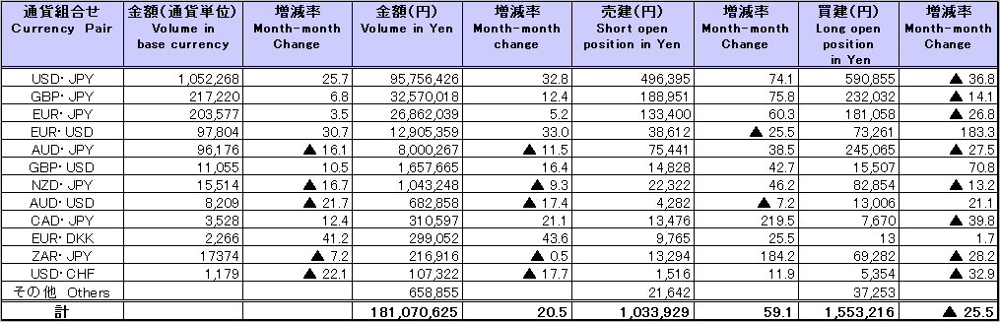 通貨組合せ Currency Pair 金額(通貨単位) Volume in base currency 増減率 Month-month Change 金額(円) Volume in Yen 増減率 Month-month change 売建(円) Short open position in Yen 増減率 Month-month Change 買建(円) Long open position in Yen 増減率 Month-month Change
USD・JPY 1,052,268 25.7 95,756,426 32.8 496,395 74.1 590,855 ▲ 36.8
GBP・JPY 217,220 6.8 32,570,018 12.4 188,951 75.8 232,032 ▲ 14.1
EUR・JPY 203,577 3.5 26,862,039 5.2 133,400 60.3 181,058 ▲ 26.8
EUR・USD 97,804 30.7 12,905,359 33.0 38,612 ▲ 25.5 73,261 183.3
AUD・JPY 96,176 ▲ 16.1 8,000,267 ▲ 11.5 75,441 38.5 245,065 ▲ 27.5
GBP・USD 11,055 10.5 1,657,665 16.4 14,828 42.7 15,507 70.8
NZD・JPY 15,514 ▲ 16.7 1,043,248 ▲ 9.3 22,322 46.2 82,854 ▲ 13.2
AUD・USD 8,209 ▲ 21.7 682,858 ▲ 17.4 4,282 ▲ 7.2 13,006 21.1
CAD・JPY 3,528 12.4 310,597 21.1 13,476 219.5 7,670 ▲ 39.8
EUR・DKK 2,266 41.2 299,052 43.6 9,765 25.5 13 1.7
ZAR・JPY 17374 ▲ 7.2 216,916 ▲ 0.5 13,294 184.2 69,282 ▲ 28.2
USD・CHF 1,179 ▲ 22.1 107,322 ▲ 17.7 1,516 11.9 5,354 ▲ 32.9
その他 Others 658,855 21,642 37,253
計 181,070,625 20.5 1,033,929 59.1 1,553,216 ▲ 25.5